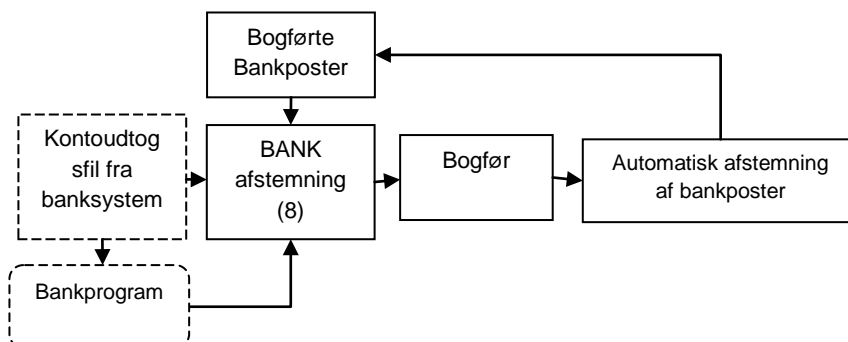 Bogførte
Bankposter
Kontoudtog
sfil fra
banksystem
BANK
afstemning
(8)
Bogfør
Automatisk afstemning
af bankposter
Bankprogram